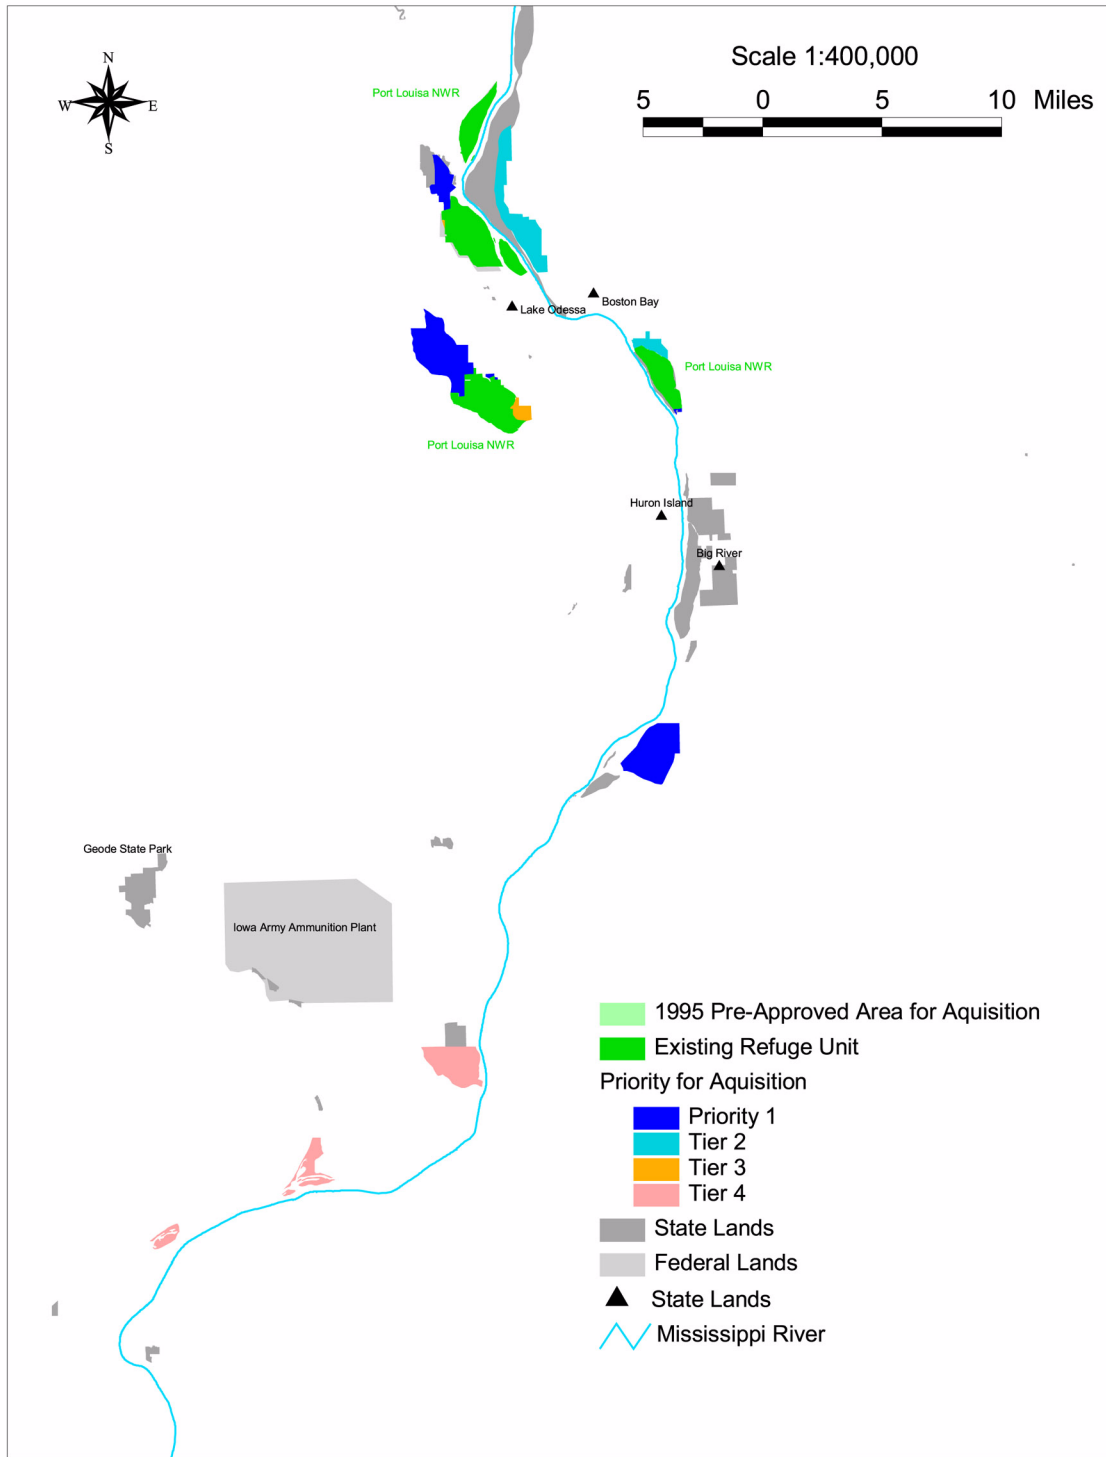 Scale 1:400,000
5 0 5 10 Miles
N
W E
S
Port Louisa NWR
Lake Odessa
Boston Bay
Port Louisa NWR
Port Louisa NWR
Huron Island
Big River
Geode State Park
Iowa Army Ammunition Plant
1995 Pre-Approved Area for Aquisition
Existing Refuge Unit
Priority for Aquisition
Priority 1
Tier 2
Tier 3
Tier 4
State Lands
Federal Lands
State Lands
Mississippi River